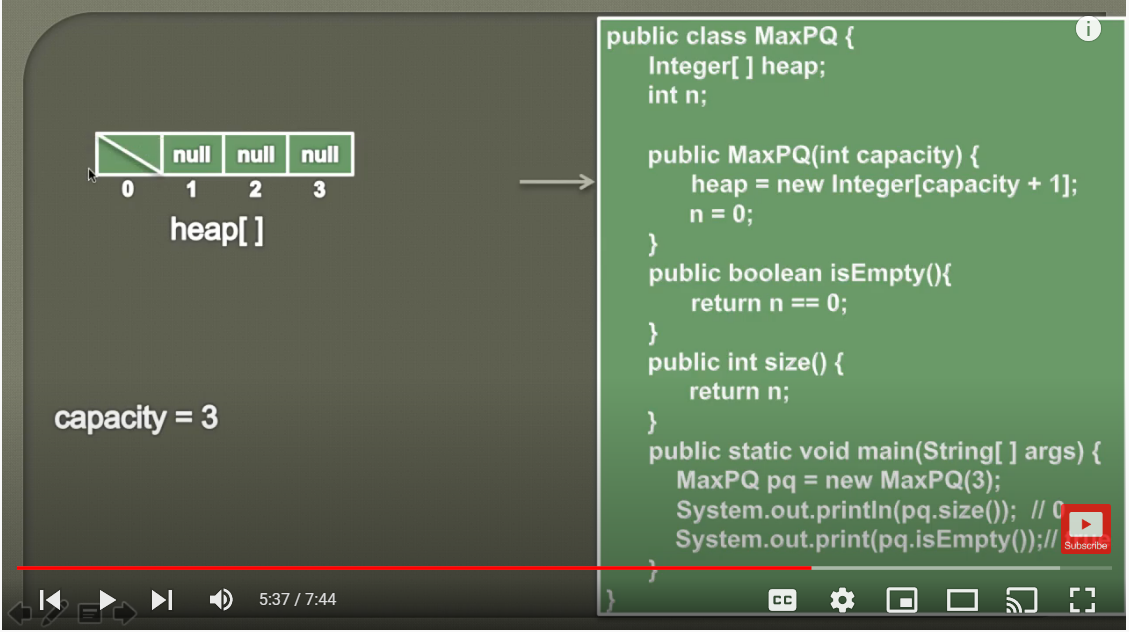 null null null
0 1 2 3
heap[ ]
capacity = 3
public class MaxPQ {
Integer[ ] heap;
int n;
public MaxPQ(int capacity) {
heap = new Integer[capacity + 1];
n = 0;
}
public boolean isEmpty(){
return n == 0;
}
public int size() {
return n;
}
public static void main(String[ ] args) {
MaxPQ pq = new MaxPQ(3);
System.out.println(pq.size()); // 0
System.out.print(pq.isEmpty());//
}
}
i
Subscribe
5:37 / 7:44
CC